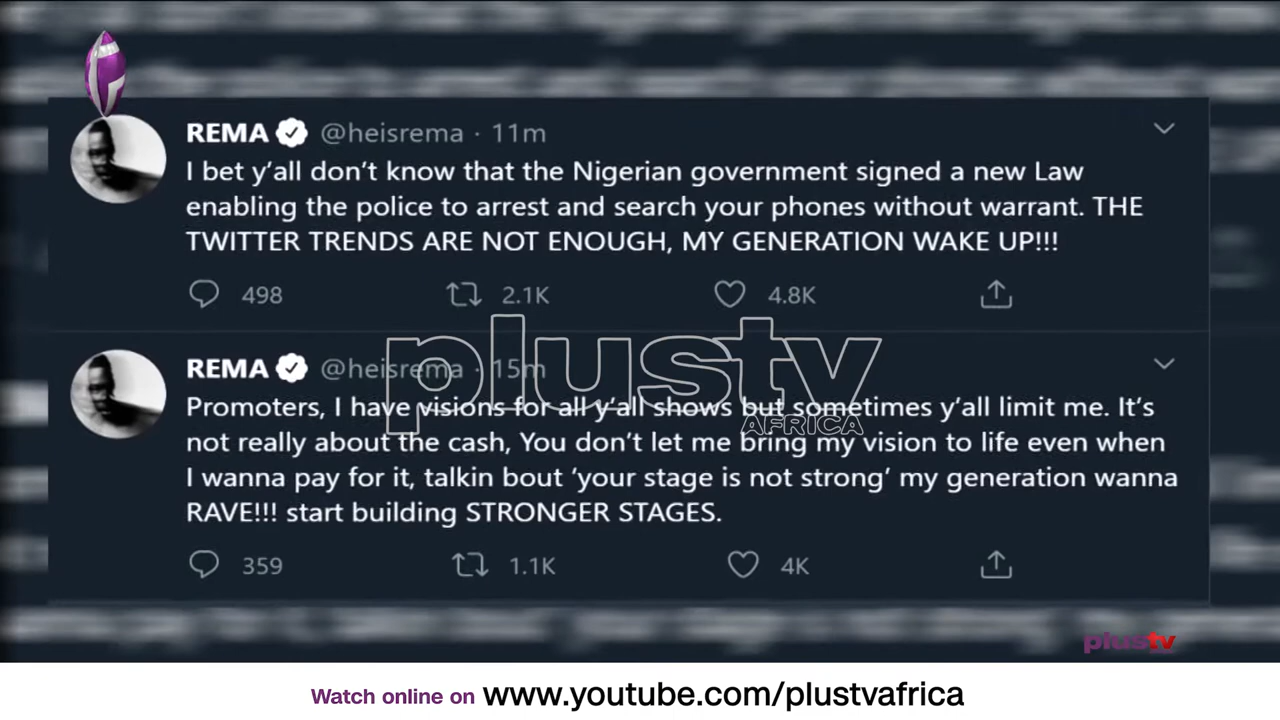 REMA @heisrema · 11m
I bet y'all don't know that the Nigerian government signed a new Law
enabling the police to arrest and search your phones without warrant. THE
TWITTER TRENDS ARE NOT ENOUGH, MY GENERATION WAKE UP!!!
498 2.1K 4.8K
plustv
AFRICA
REMA @heisrema · 15m
Promoters, I have visions for all y'all shows but sometimes y'all limit me. It's
not really about the cash, You don't let me bring my vision to life even when
I wanna pay for it, talkin bout 'your stage is not strong' my generation wanna
RAVE!!! start building STRONGER STAGES.
359 1.1K 4K
plustv
Watch online on www.youtube.com/plustvafrica